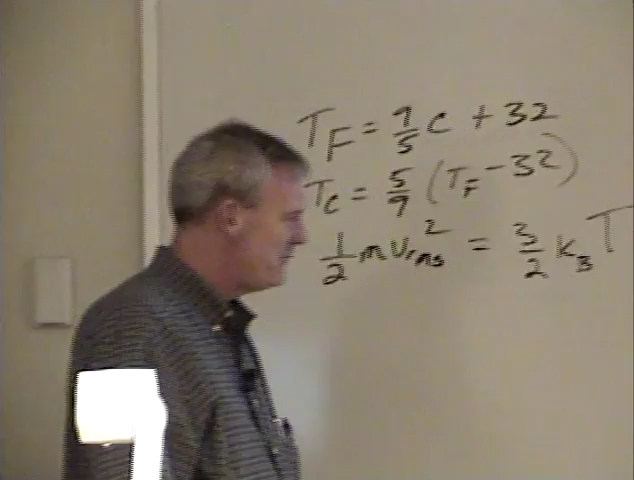 T_F = 9/5 C + 32
T_C = 5/9 (T_F - 32)
1/2 m v_rms^2 = 3/2 k_B T